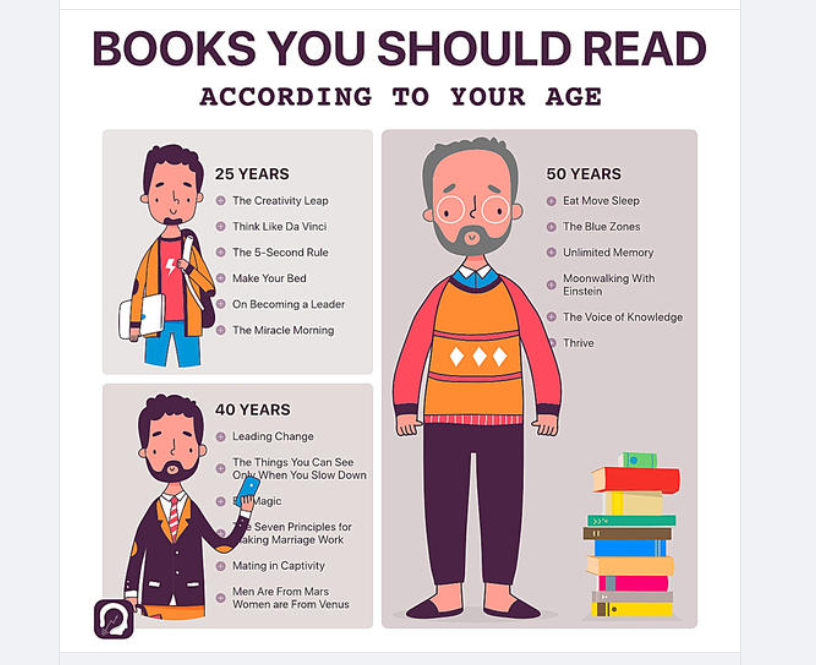 BOOKS YOU SHOULD READ
ACCORDING TO YOUR AGE
25 YEARS
The Creativity Leap
Think Like Da Vinci
The 5-Second Rule
Make Your Bed
On Becoming a Leader
The Miracle Morning
40 YEARS
Leading Change
The Things You Can See
Only When You Slow Down
Magic
The Seven Principles for
Making Marriage Work
Mating in Captivity
Men Are From Mars
Women are From Venus
50 YEARS
Eat Move Sleep
The Blue Zones
Unlimited Memory
Moonwalking With
Einstein
The Voice of Knowledge
Thrive